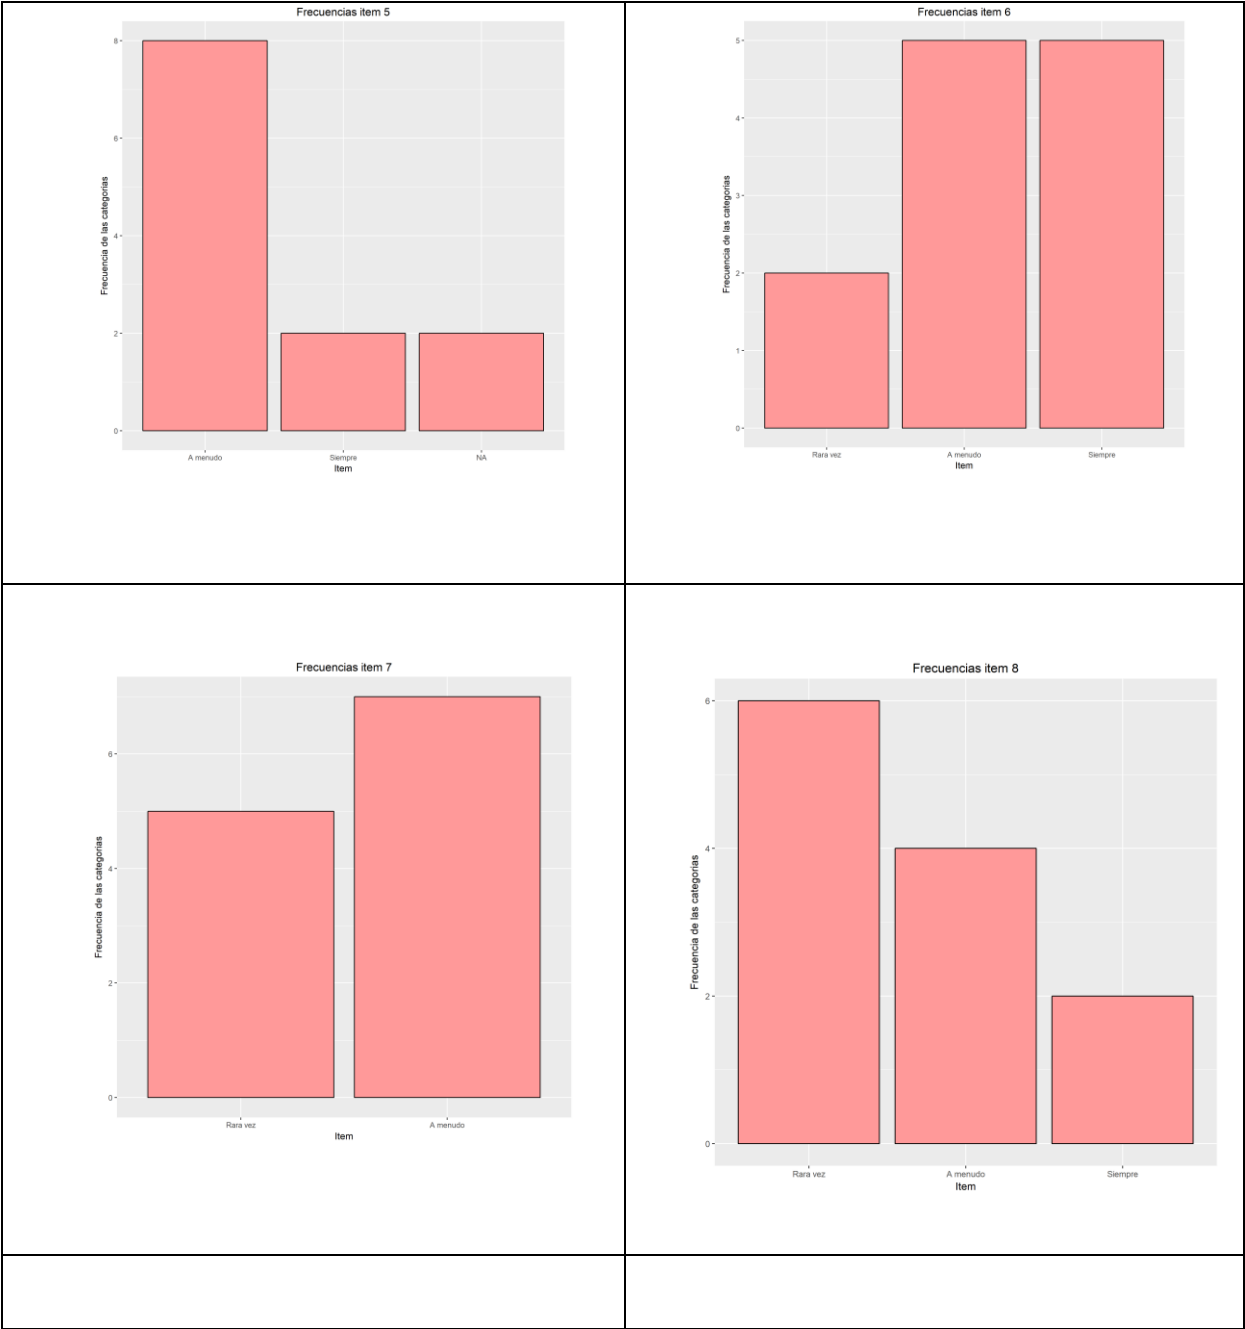 Frecuencias item 5
Frecuencia de las categorias
8
6
4
2
0
A menudo Siempre NA
Item
Frecuencias item 6
Frecuencia de las categorias
5
4
3
2
1
0
Rara vez A menudo Siempre
Item
Frecuencias item 7
Frecuencia de las categorias
6
4
2
0
Rara vez A menudo
Item
Frecuencias item 8
Frecuencia de las categorias
6
4
2
0
Rara vez A menudo Siempre
Item